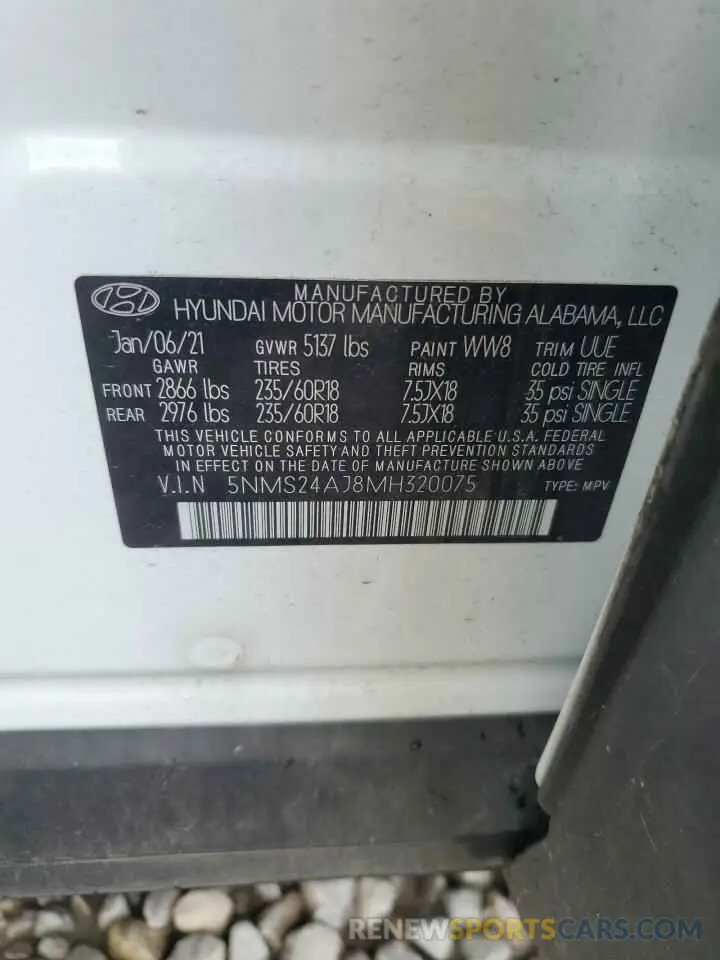 MANUFACTURED BY
HYUNDAI MOTOR MANUFACTURING ALABAMA, LLC
Jan/06/21 GVWR 5137 lbs PAINT WW8 TRIM UUE
GAWR TIRES RIMS COLD TIRE INFL
FRONT 2866 lbs 235/60R18 7.5JX18 35 psi SINGLE
REAR 2976 lbs 235/60R18 7.5JX18 35 psi SINGLE
THIS VEHICLE CONFORMS TO ALL APPLICABLE U.S.A. FEDERAL
MOTOR VEHICLE SAFETY AND THEFT PREVENTION STANDARDS
IN EFFECT ON THE DATE OF MANUFACTURE SHOWN ABOVE
V.I.N 5NMS24AJ8MH320075 TYPE: MPV
RENEWSPORTSCARS.COM